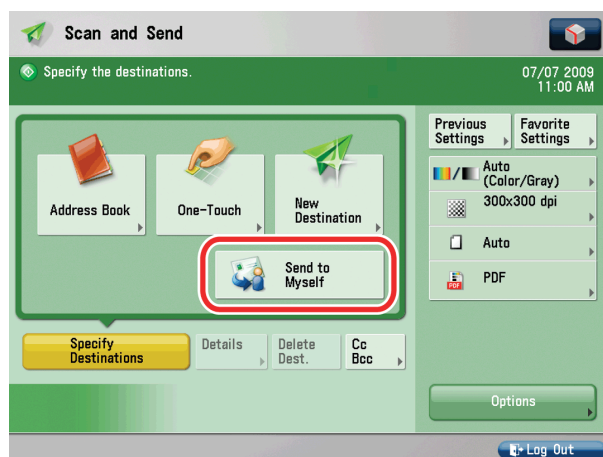 Scan and Send
Specify the destinations.
07/07 2009
11:00 AM
Previous
Settings
Favorite
Settings
Address Book
One-Touch
New
Destination
Send to
Myself
Auto
(Color/Gray)
300x300 dpi
Auto
PDF
PDF
Specify
Destinations
Details
Delete
Dest.
Cc
Bcc
Options
Log Out